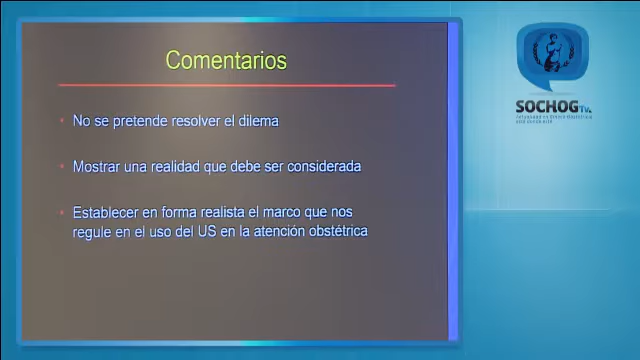 Comentarios
No se pretende resolver el dilema
Mostrar una realidad que debe ser considerada
Establecer en forma realista el marco que nos
regule en el uso del US en la atención obstétrica
SOCHOG TV.